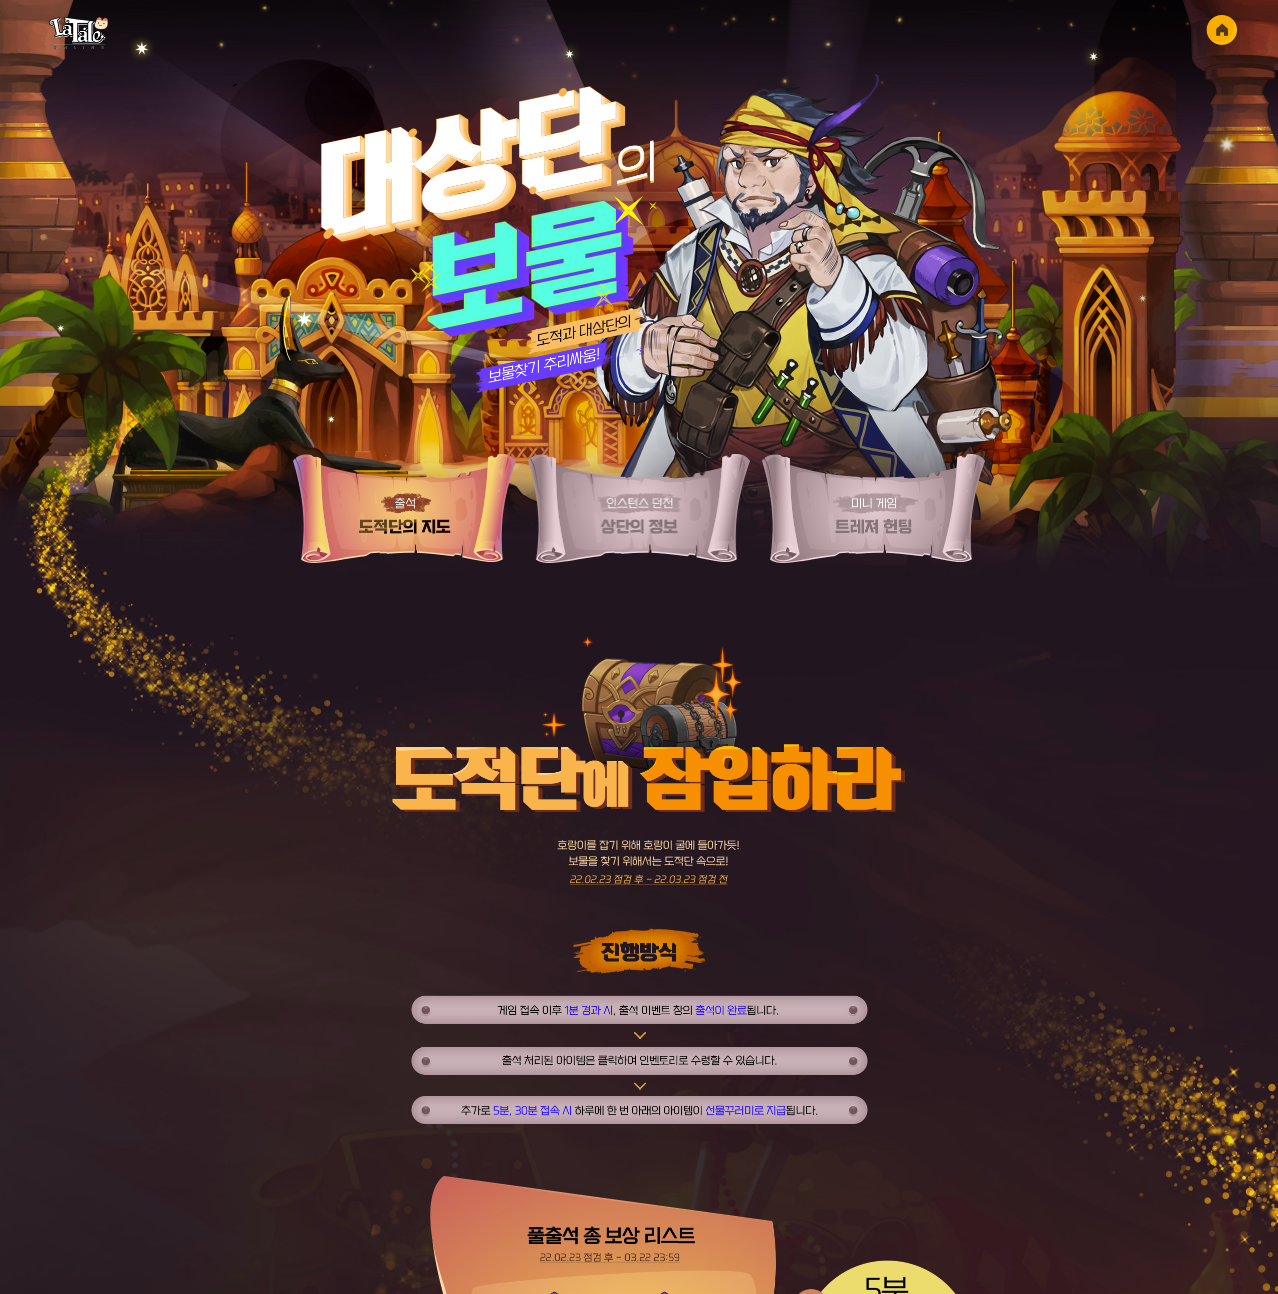 LaTale
ONLINE
대상단의
보물
도적과 대상단의
보물찾기 추리싸움!
출석
도적단의 지도
인스턴스 던전
상단의 정보
미니 게임
트레져 헌팅
도적단에 잠입하라
호랑이를 잡기 위해 호랑이 굴에 들어가듯!
보물을 찾기 위해서는 도적단 속으로!
22.02.23 점검 후 ~ 22.03.23 점검 전
진행방식
게임 접속 이후 1분 경과 시, 출석 이벤트 창의 출석이 완료됩니다.
출석 처리된 아이템은 클릭하여 인벤토리로 수령할 수 있습니다.
추가로 5분, 30분 접속 시 하루에 한 번 아래의 아이템이 선물꾸러미로 지급됩니다.
풀출석 총 보상 리스트
22.02.23 점검 후 ~ 03.22 23:59
5분